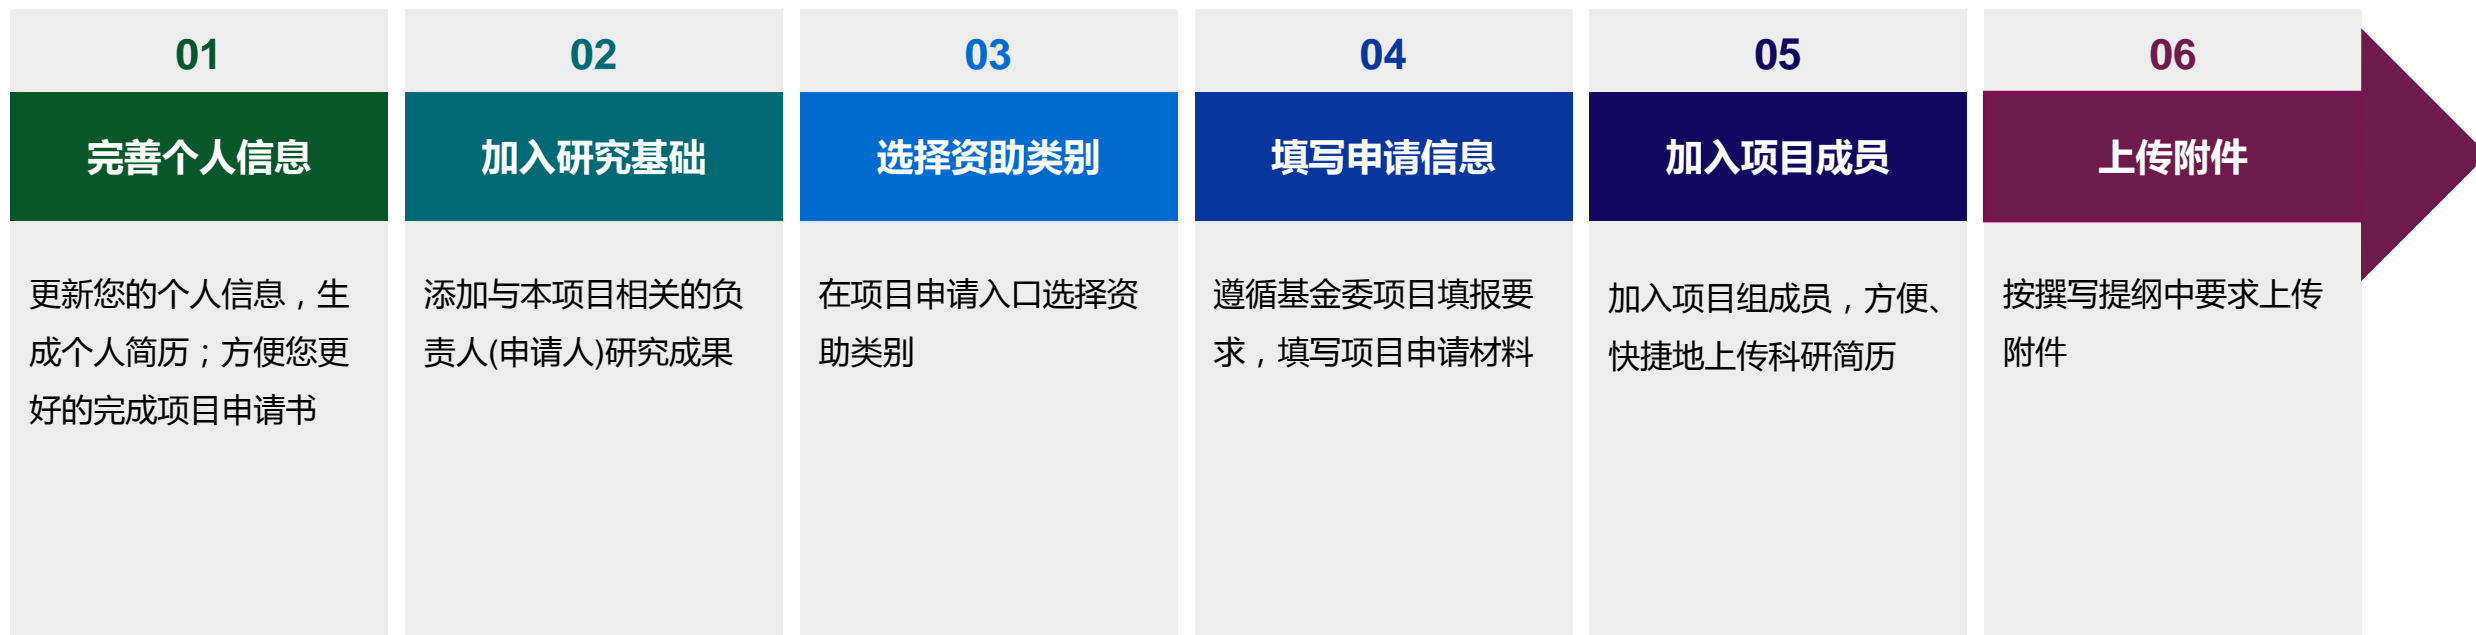 01
完善个人信息
更新您的个人信息，生
成个人简历；方便您更
好的完成项目申请书
02
加入研究基础
添加与本项目相关的负
责人(申请人)研究成果
03
选择资助类别
在项目申请入口选择资
助类别
04
填写申请信息
遵循基金委项目填报要
求，填写项目申请材料
05
加入项目成员
加入项目组成员，方便、
快捷地上传科研简历
06
上传附件
按撰写提纲中要求上传
附件